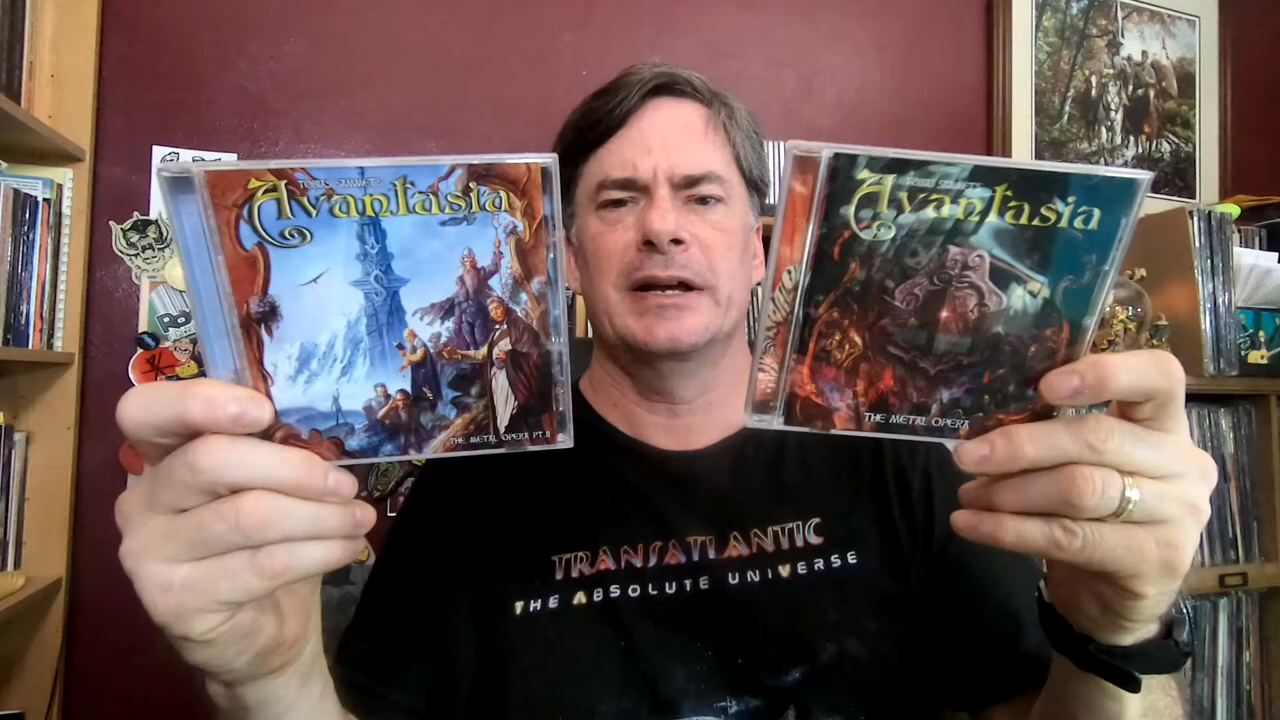 TOBIAS SAMMET'S
Avantasia
THE METAL OPERA PT.II
TOBIAS SAMMET'S
Avantasia
THE METAL OPERA
TRANSATLANTIC
THE ABSOLUTE UNIVERSE